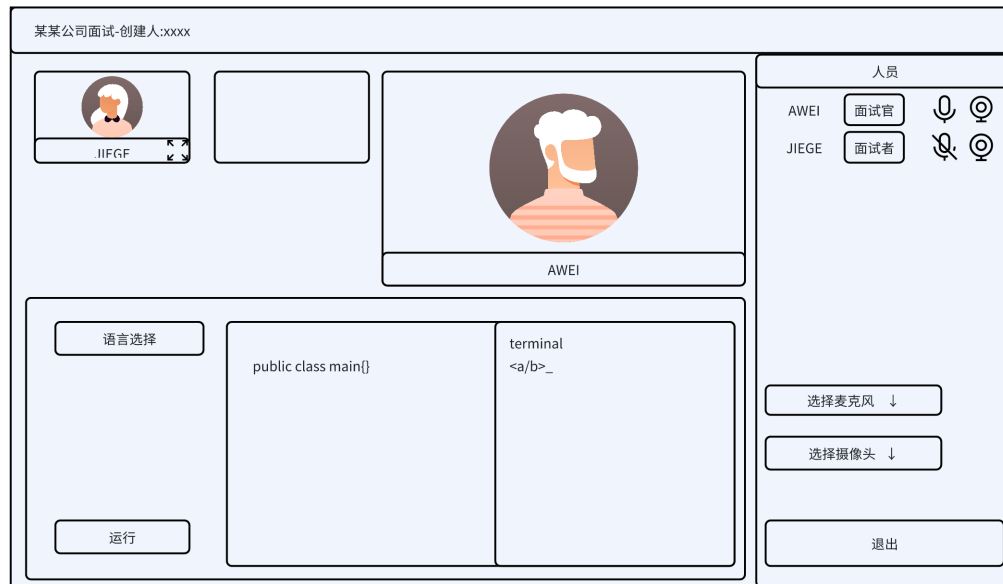 某某公司面试-创建人:xxxx
JIEGE
AWEI
人员
AWEI 面试官
JIEGE 面试者
语言选择
public class main{}
terminal
<a/b>_
运行
选择麦克风 ↓
选择摄像头 ↓
退出